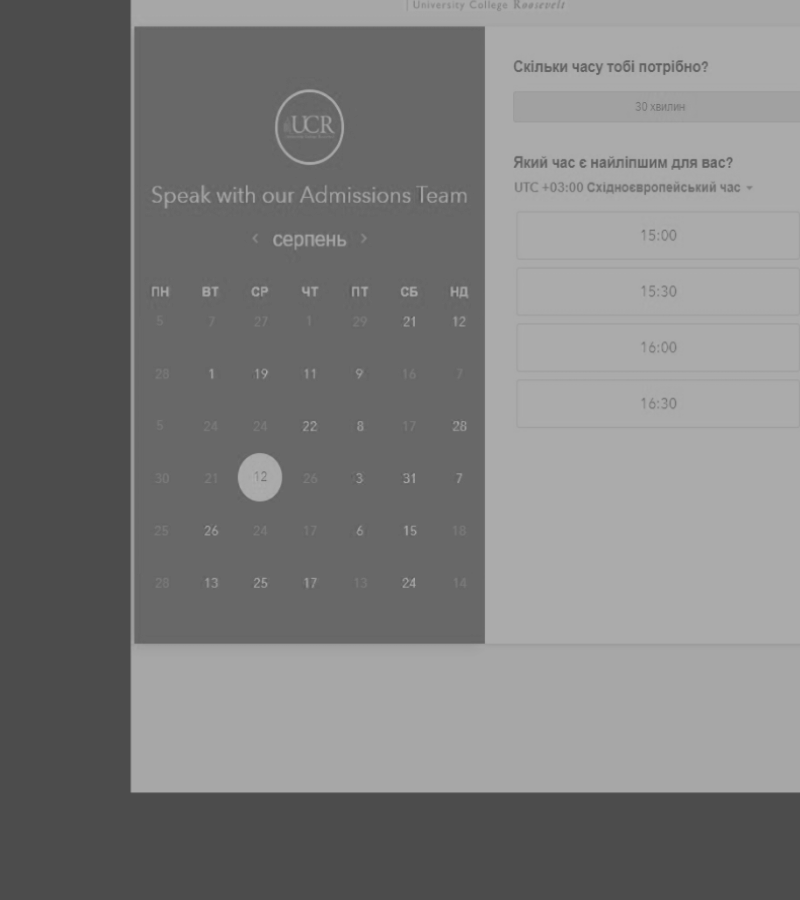 University College Roosevelt
UCR
Speak with our Admissions Team
‹ серпень ›
ПН ВТ СР ЧТ ПТ СБ НД
5 7 27 1 29 21 12
28 1 19 11 9 16 7
5 24 24 22 8 17 28
30 21 12 26 3 31 7
25 26 24 17 6 15 18
28 13 25 17 13 24 14
Скільки часу тобі потрібно?
30 хвилин
Який час є найліпшим для вас?
UTC +03:00 Східноєвропейський час
15:00
15:30
16:00
16:30